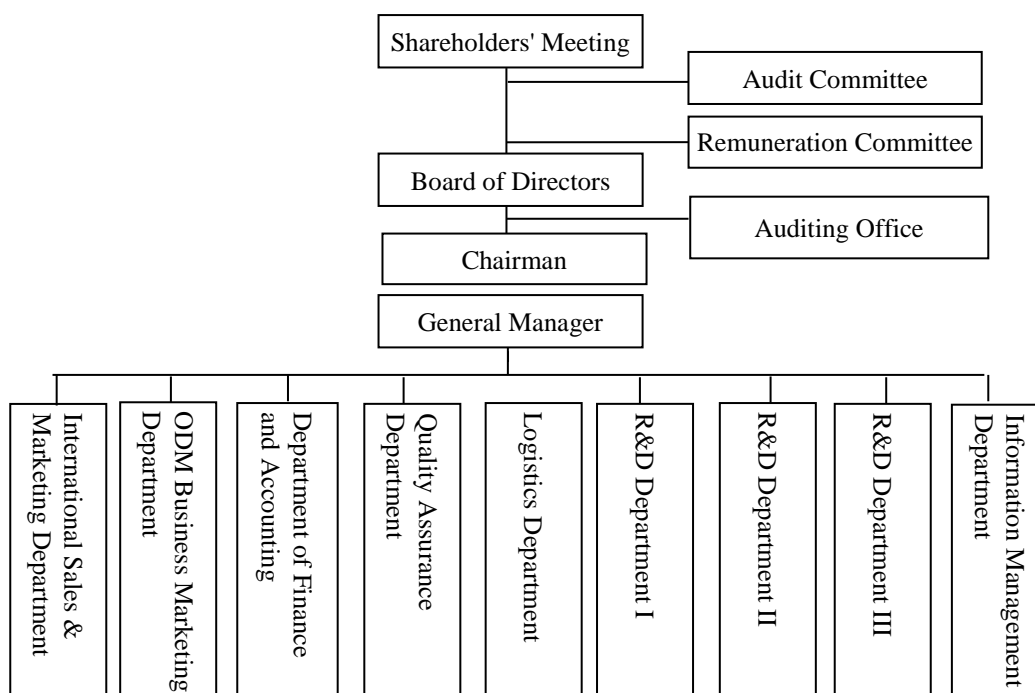 Shareholders' Meeting
Audit Committee
Remuneration Committee
Board of Directors
Auditing Office
Chairman
General Manager
International Sales &
Marketing Department
ODM Business Marketing
Department
Department of Finance
and Accounting
Quality Assurance
Department
Logistics Department
R&D Department I
R&D Department II
R&D Department III
Information Management
Department